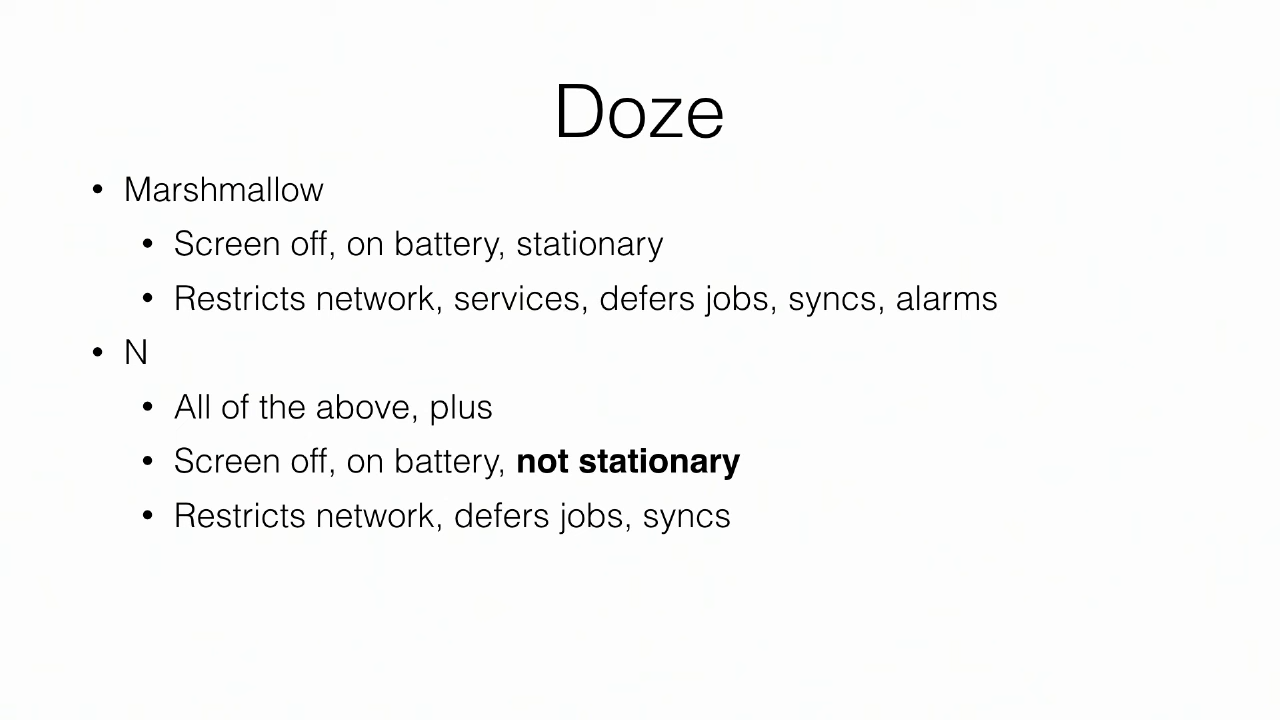 Doze
• Marshmallow
• Screen off, on battery, stationary
• Restricts network, services, defers jobs, syncs, alarms
• N
• All of the above, plus
• Screen off, on battery, not stationary
• Restricts network, defers jobs, syncs